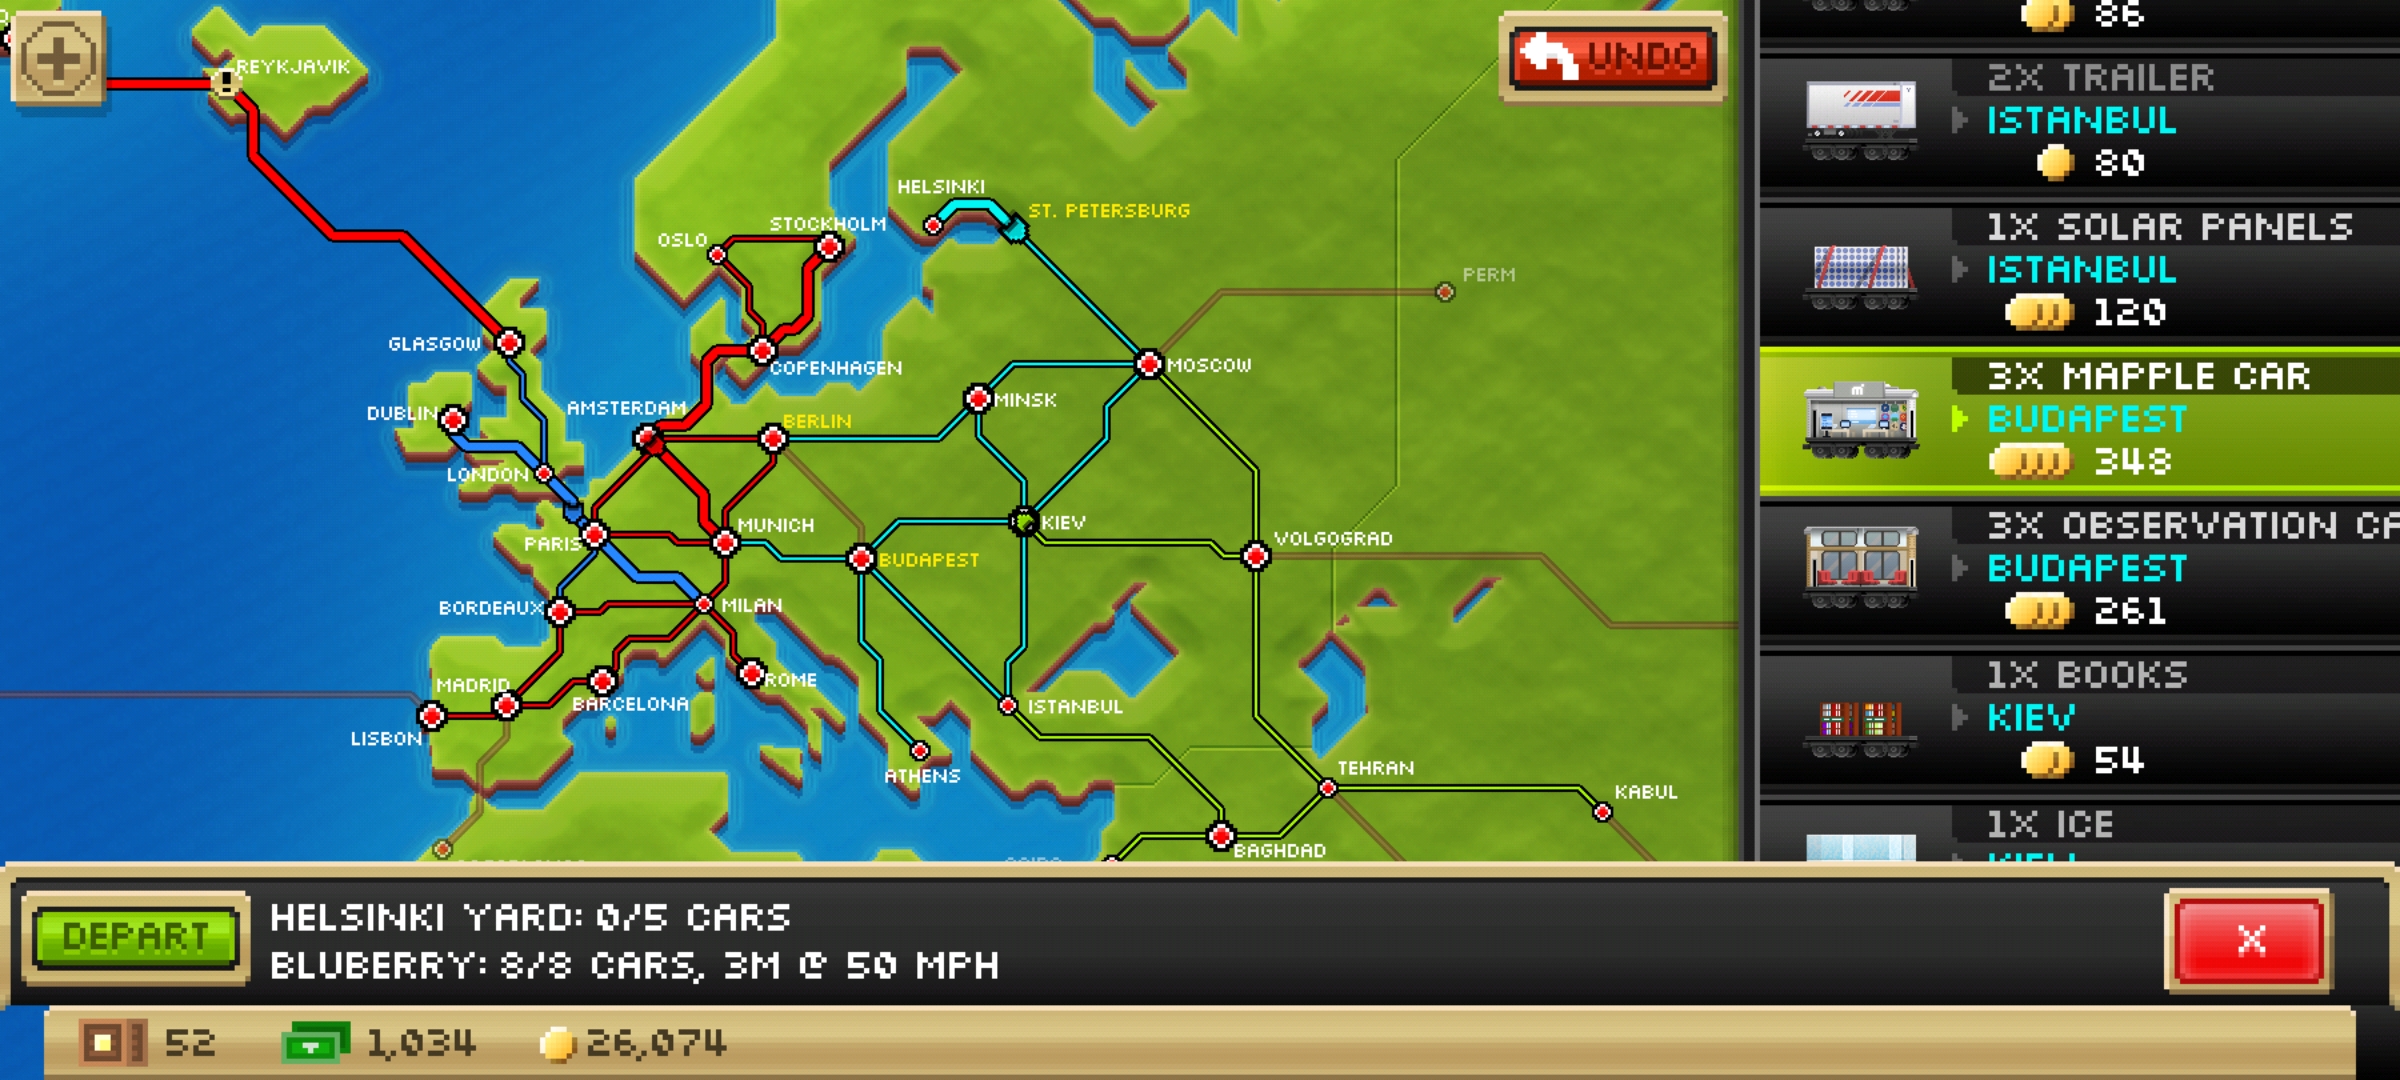 REYKJAVIK
UNDO
HELSINKI
ST. PETERSBURG
STOCKHOLM
OSLO
PERM
GLASGOW
COPENHAGEN
MOSCOW
MINSK
DUBLIN
AMSTERDAM
BERLIN
LONDON
KIEV
MUNICH
VOLGOGRAD
PARIS
BUDAPEST
BORDEAUX
MILAN
MADRID
ROME
BARCELONA
ISTANBUL
LISBON
ATHENS
TEHRAN
KABUL
BAGHDAD
86
2X TRAILER
ISTANBUL
80
1X SOLAR PANELS
ISTANBUL
120
3X MAPPLE CAR
BUDAPEST
348
3X OBSERVATION CA
BUDAPEST
261
1X BOOKS
KIEV
54
1X ICE
KIEV
DEPART
HELSINKI YARD: 0/5 CARS
BLUBERRY: 8/8 CARS, 3M @ 50 MPH
X
52
1,034
26,074